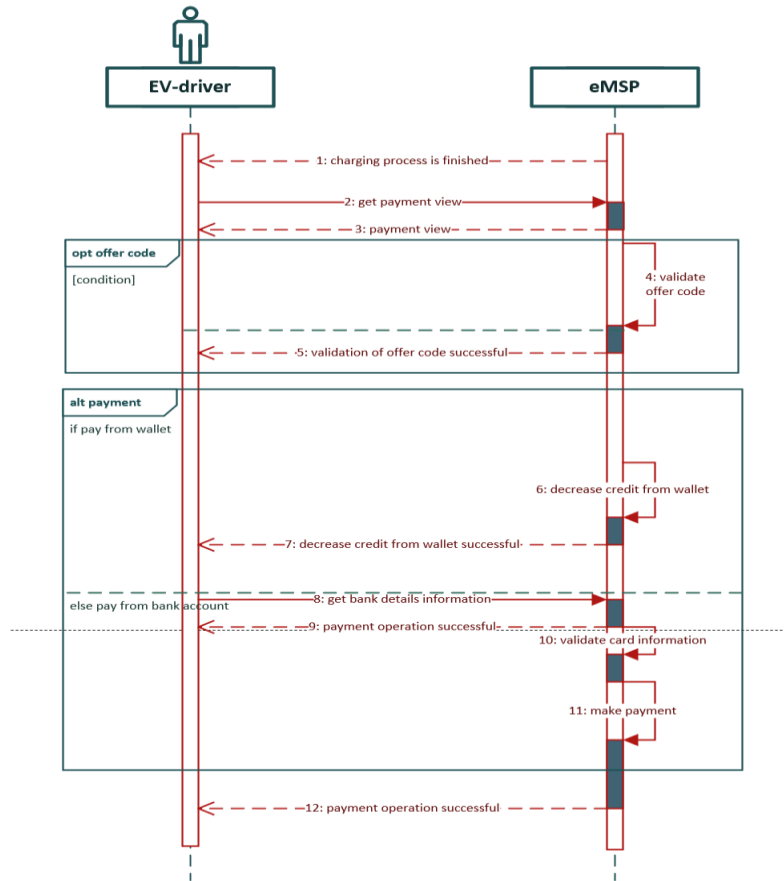 EV-driver
eMSP
1: charging process is finished
2: get payment view
3: payment view
opt offer code
[condition]
4: validate
offer code
5: validation of offer code successful
alt payment
if pay from wallet
6: decrease credit from wallet
7: decrease credit from wallet successful
8: get bank details information
else pay from bank account
9: payment operation successful
10: validate card information
11: make payment
12: payment operation successful